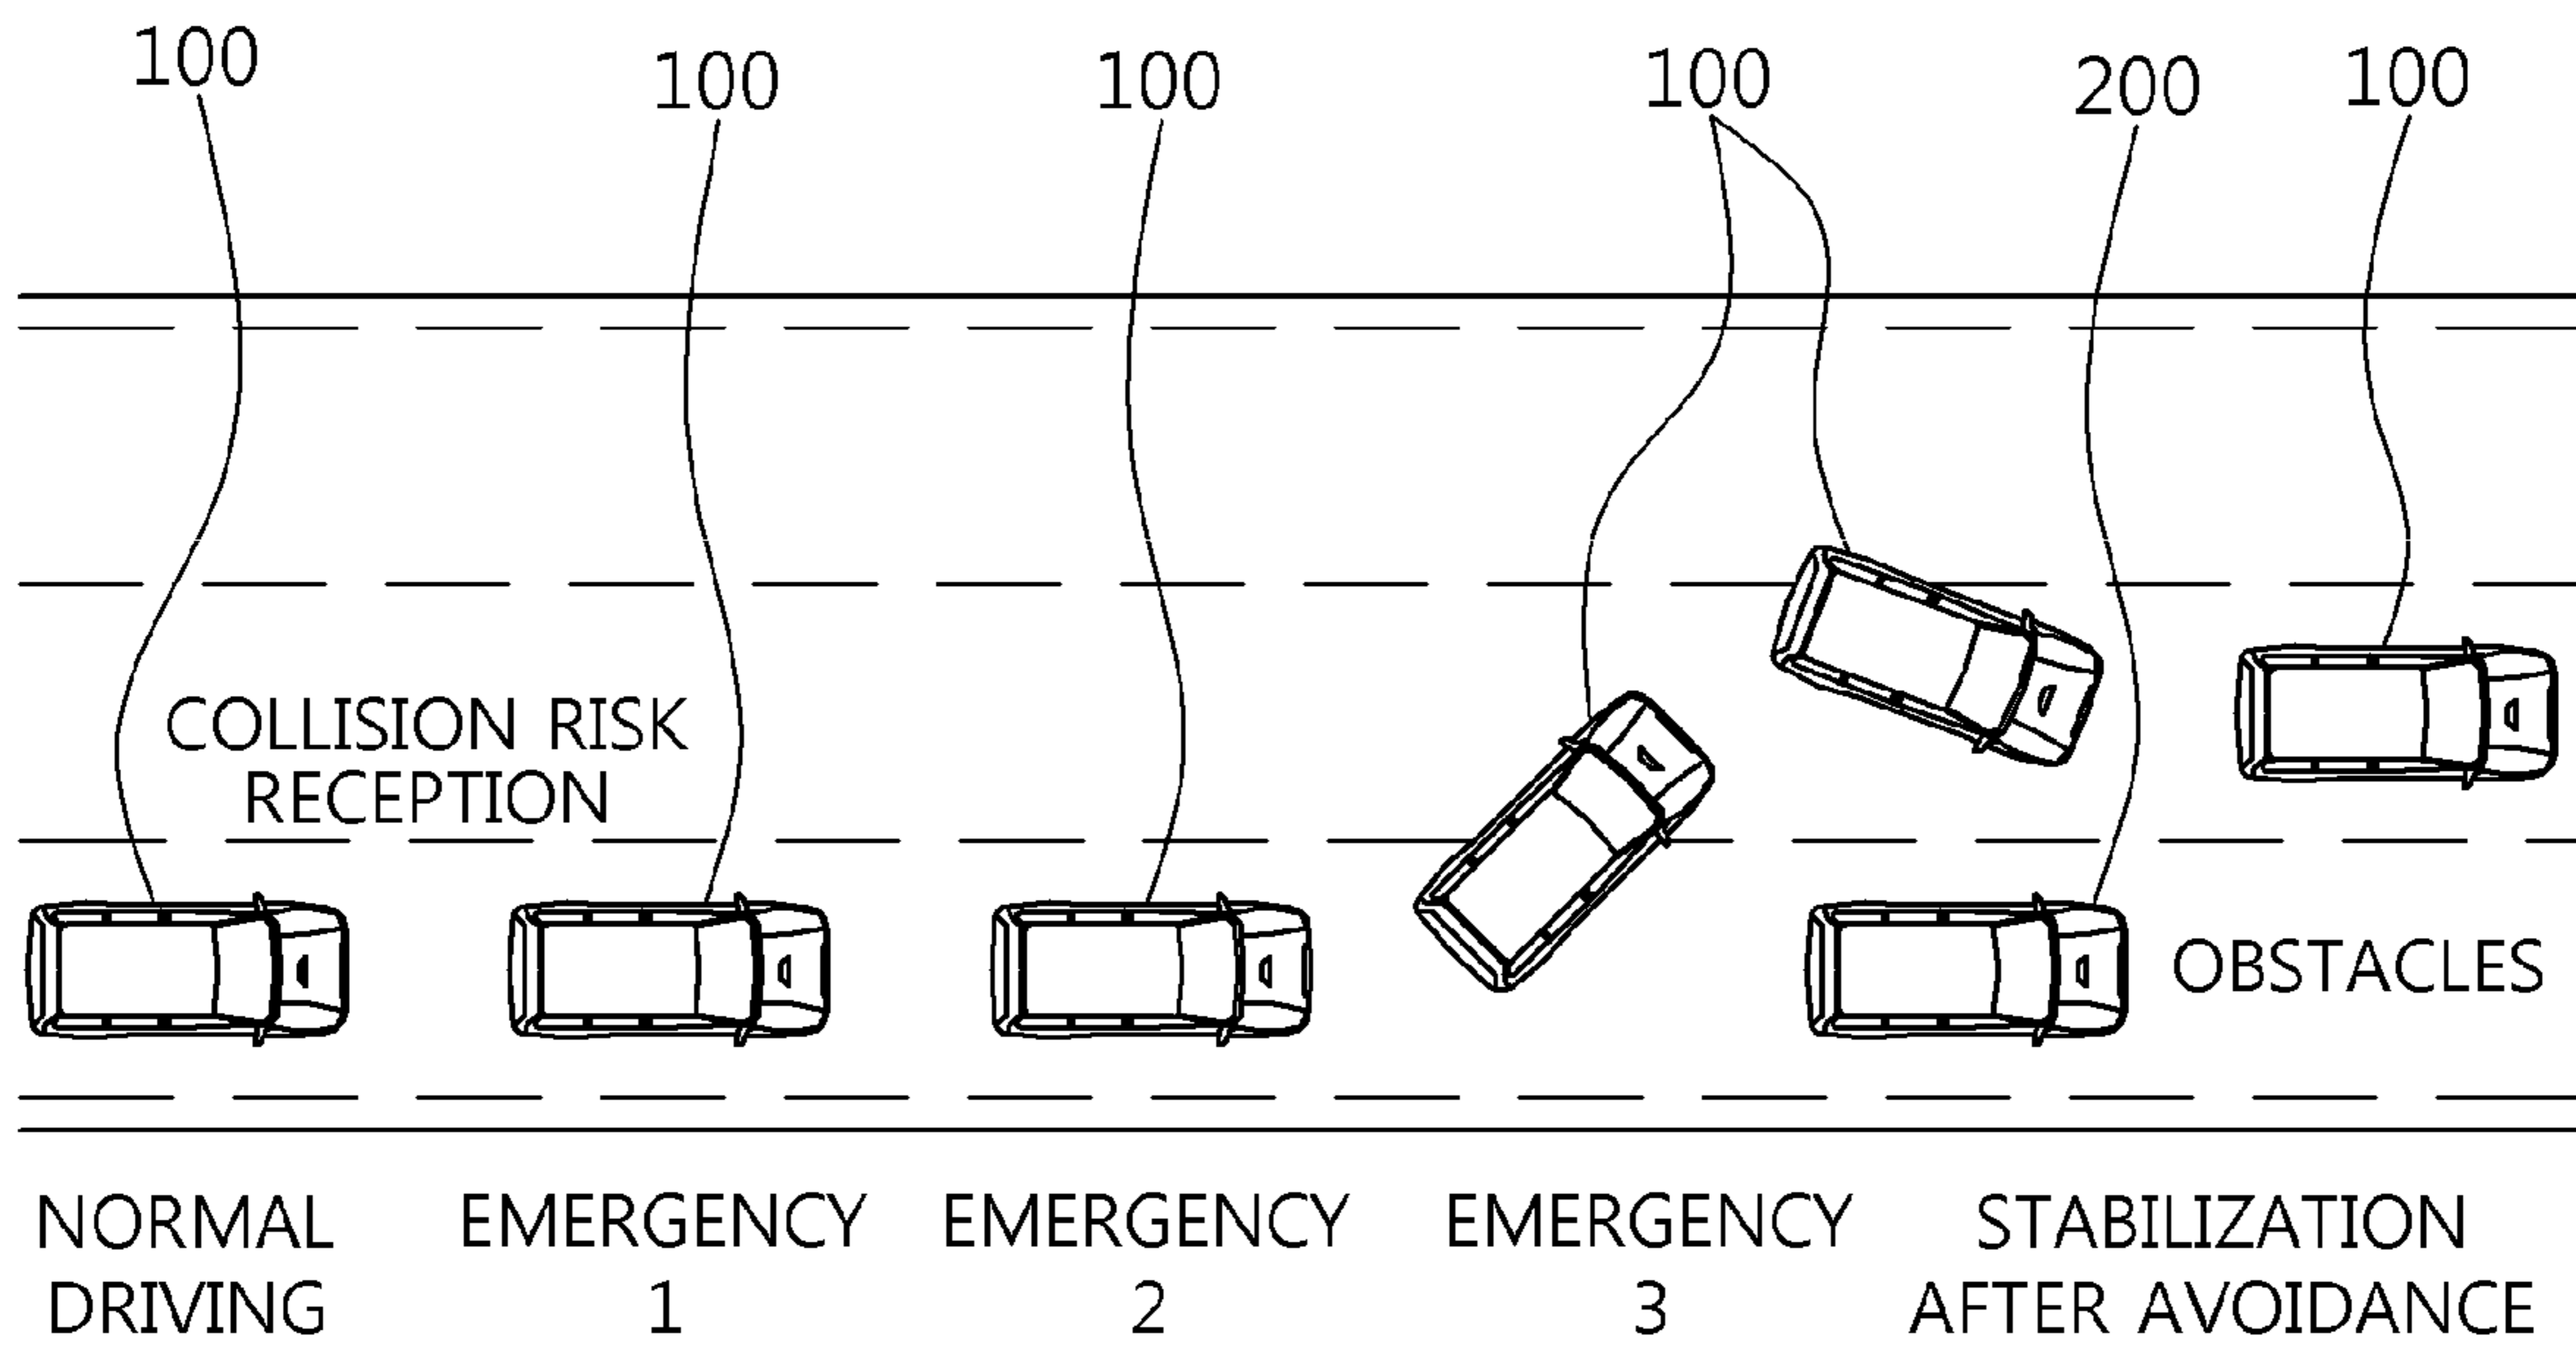 100
100
100
100
200
100
COLLISION RISK
RECEPTION
OBSTACLES
NORMAL
DRIVING
EMERGENCY
1
EMERGENCY
2
EMERGENCY
3
STABILIZATION
AFTER AVOIDANCE